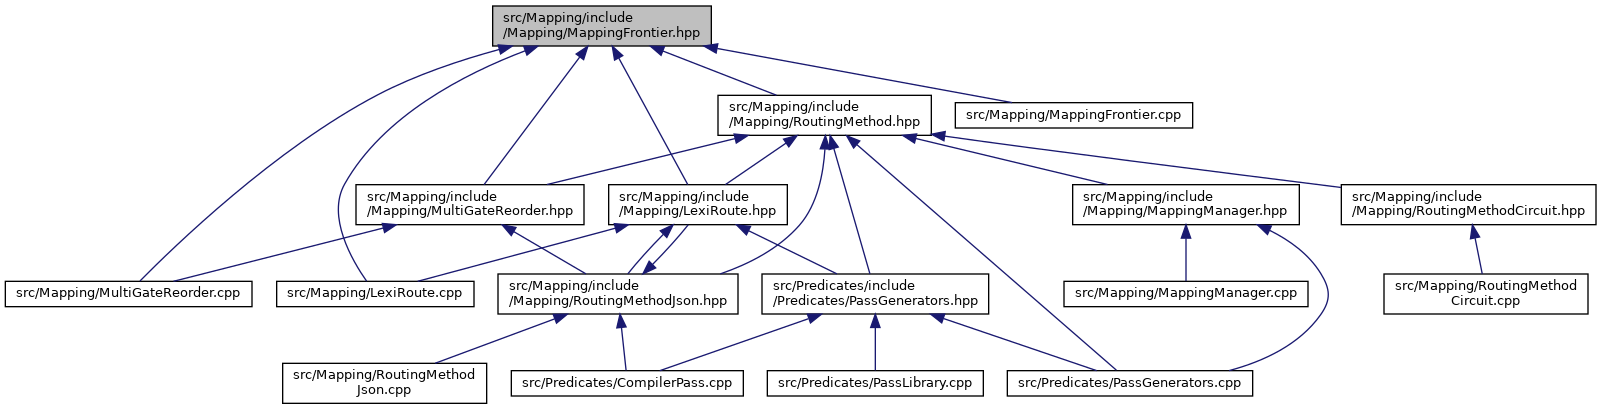 src/Mapping/include
/Mapping/MappingFrontier.hpp
src/Mapping/include
/Mapping/RoutingMethod.hpp
src/Mapping/MappingFrontier.cpp
src/Mapping/include
/Mapping/MultiGateReorder.hpp
src/Mapping/include
/Mapping/LexiRoute.hpp
src/Mapping/include
/Mapping/MappingManager.hpp
src/Mapping/include
/Mapping/RoutingMethodCircuit.hpp
src/Mapping/MultiGateReorder.cpp
src/Mapping/LexiRoute.cpp
src/Mapping/include
/Mapping/RoutingMethodJson.hpp
src/Predicates/include
/Predicates/PassGenerators.hpp
src/Mapping/MappingManager.cpp
src/Mapping/RoutingMethod
Circuit.cpp
src/Mapping/RoutingMethod
Json.cpp
src/Predicates/CompilerPass.cpp
src/Predicates/PassLibrary.cpp
src/Predicates/PassGenerators.cpp